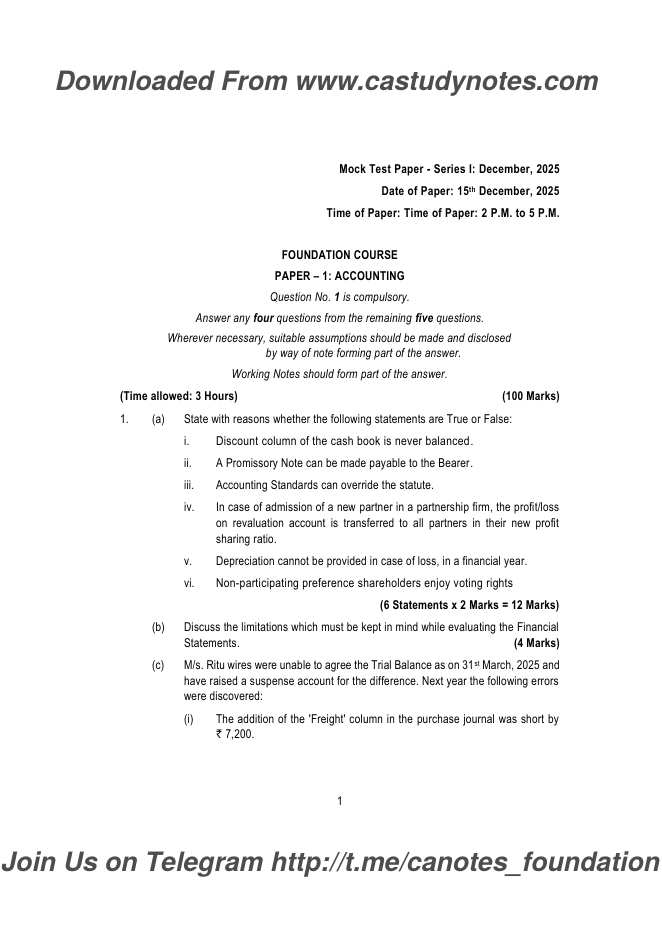 Downloaded From www.castudynotes.com
Mock Test Paper - Series I: December, 2025
Date of Paper: 15th December, 2025
Time of Paper: Time of Paper: 2 P.M. to 5 P.M.
FOUNDATION COURSE
PAPER – 1: ACCOUNTING
Question No. 1 is compulsory.
Answer any four questions from the remaining five questions.
Wherever necessary, suitable assumptions should be made and disclosed
by way of note forming part of the answer.
Working Notes should form part of the answer.
(Time allowed: 3 Hours) (100 Marks)
1. (a) State with reasons whether the following statements are True or False:
i. Discount column of the cash book is never balanced.
ii. A Promissory Note can be made payable to the Bearer.
iii. Accounting Standards can override the statute.
iv. In case of admission of a new partner in a partnership firm, the profit/loss
on revaluation account is transferred to all partners in their new profit
sharing ratio.
v. Depreciation cannot be provided in case of loss, in a financial year.
vi. Non-participating preference shareholders enjoy voting rights
(6 Statements x 2 Marks = 12 Marks)
(b) Discuss the limitations which must be kept in mind while evaluating the Financial
Statements. (4 Marks)
(c) M/s. Ritu wires were unable to agree the Trial Balance as on 31st March, 2025 and
have raised a suspense account for the difference. Next year the following errors
were discovered:
(i) The addition of the 'Freight' column in the purchase journal was short by
₹ 7,200.
1
Join Us on Telegram http://t.me/canotes_foundation